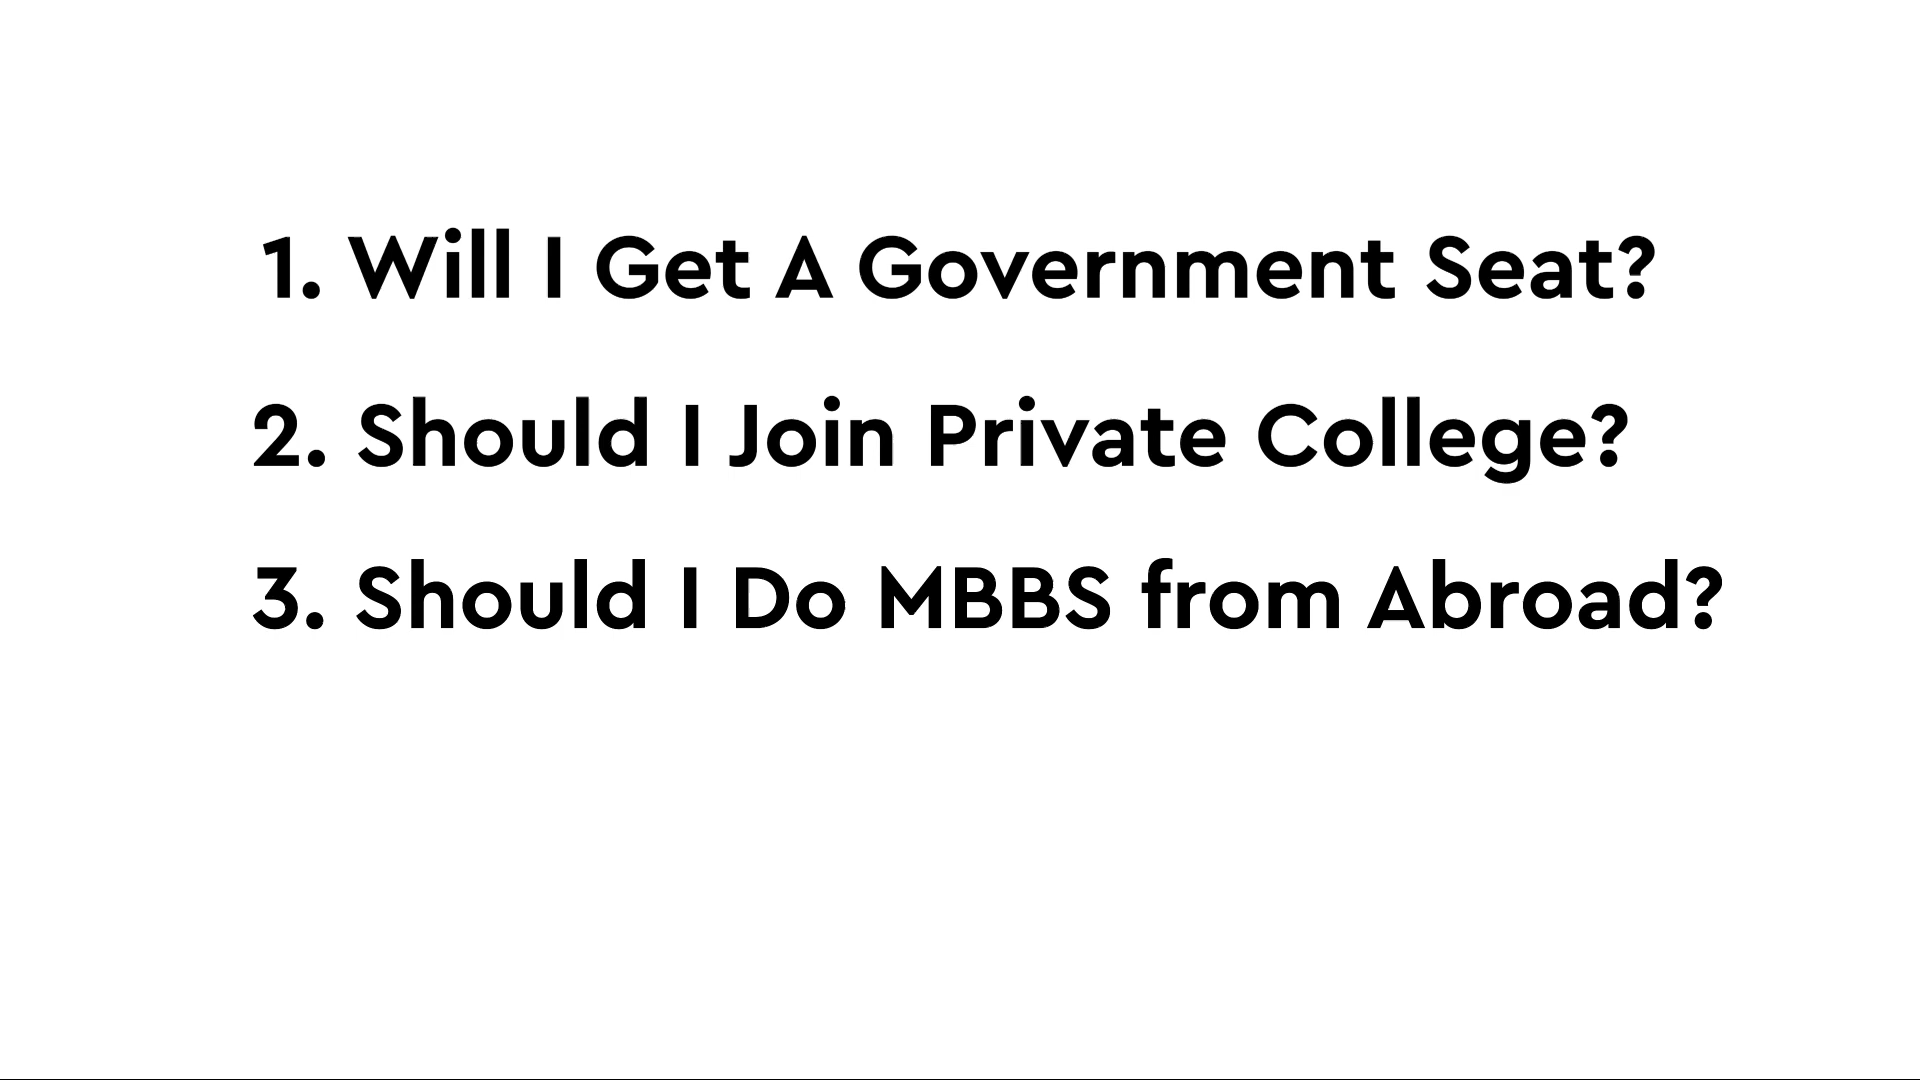 1. Will I Get A Government Seat?
2. Should I Join Private College?
3. Should I Do MBBS from Abroad?